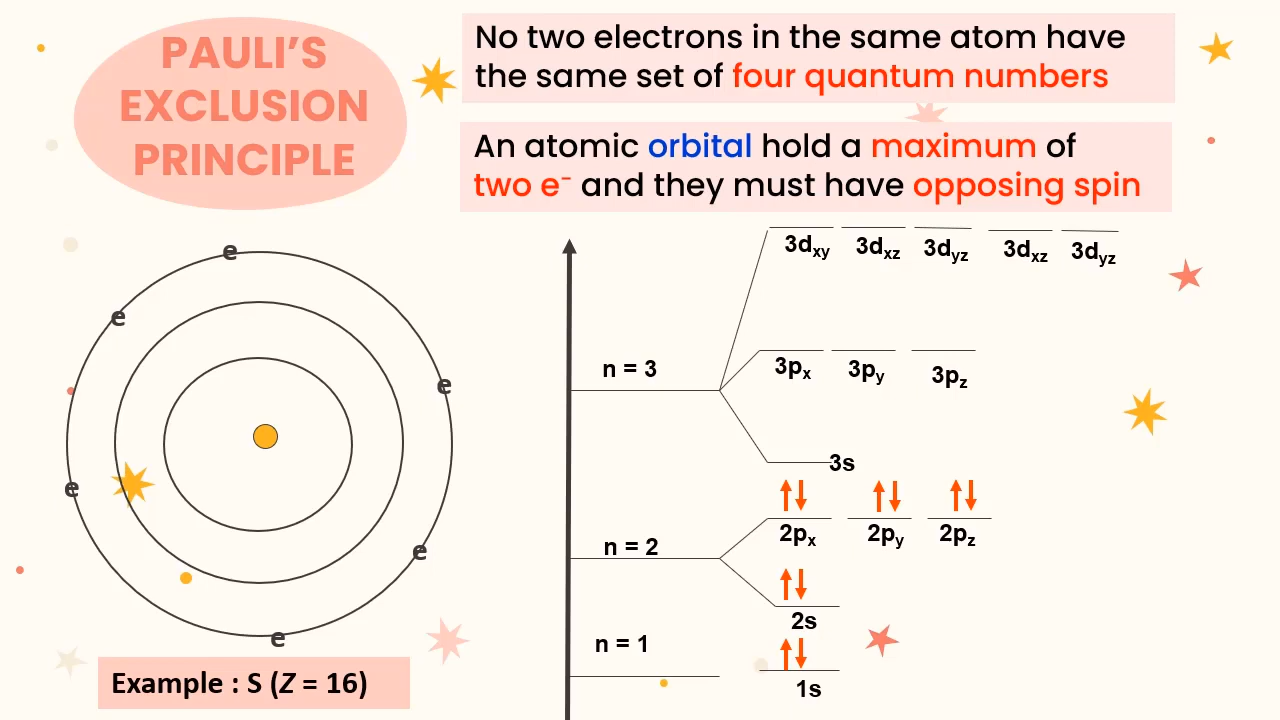 PAULI’S
EXCLUSION
PRINCIPLE
No two electrons in the same atom have
the same set of four quantum numbers
An atomic orbital hold a maximum of
two e⁻ and they must have opposing spin
e
e
e
e
e
e
Example : S (Z = 16)
3dxy 3dxz 3dyz 3dxz 3dyz
n = 3
3px 3py 3pz
3s
2px 2py 2pz
n = 2
2s
n = 1
1s